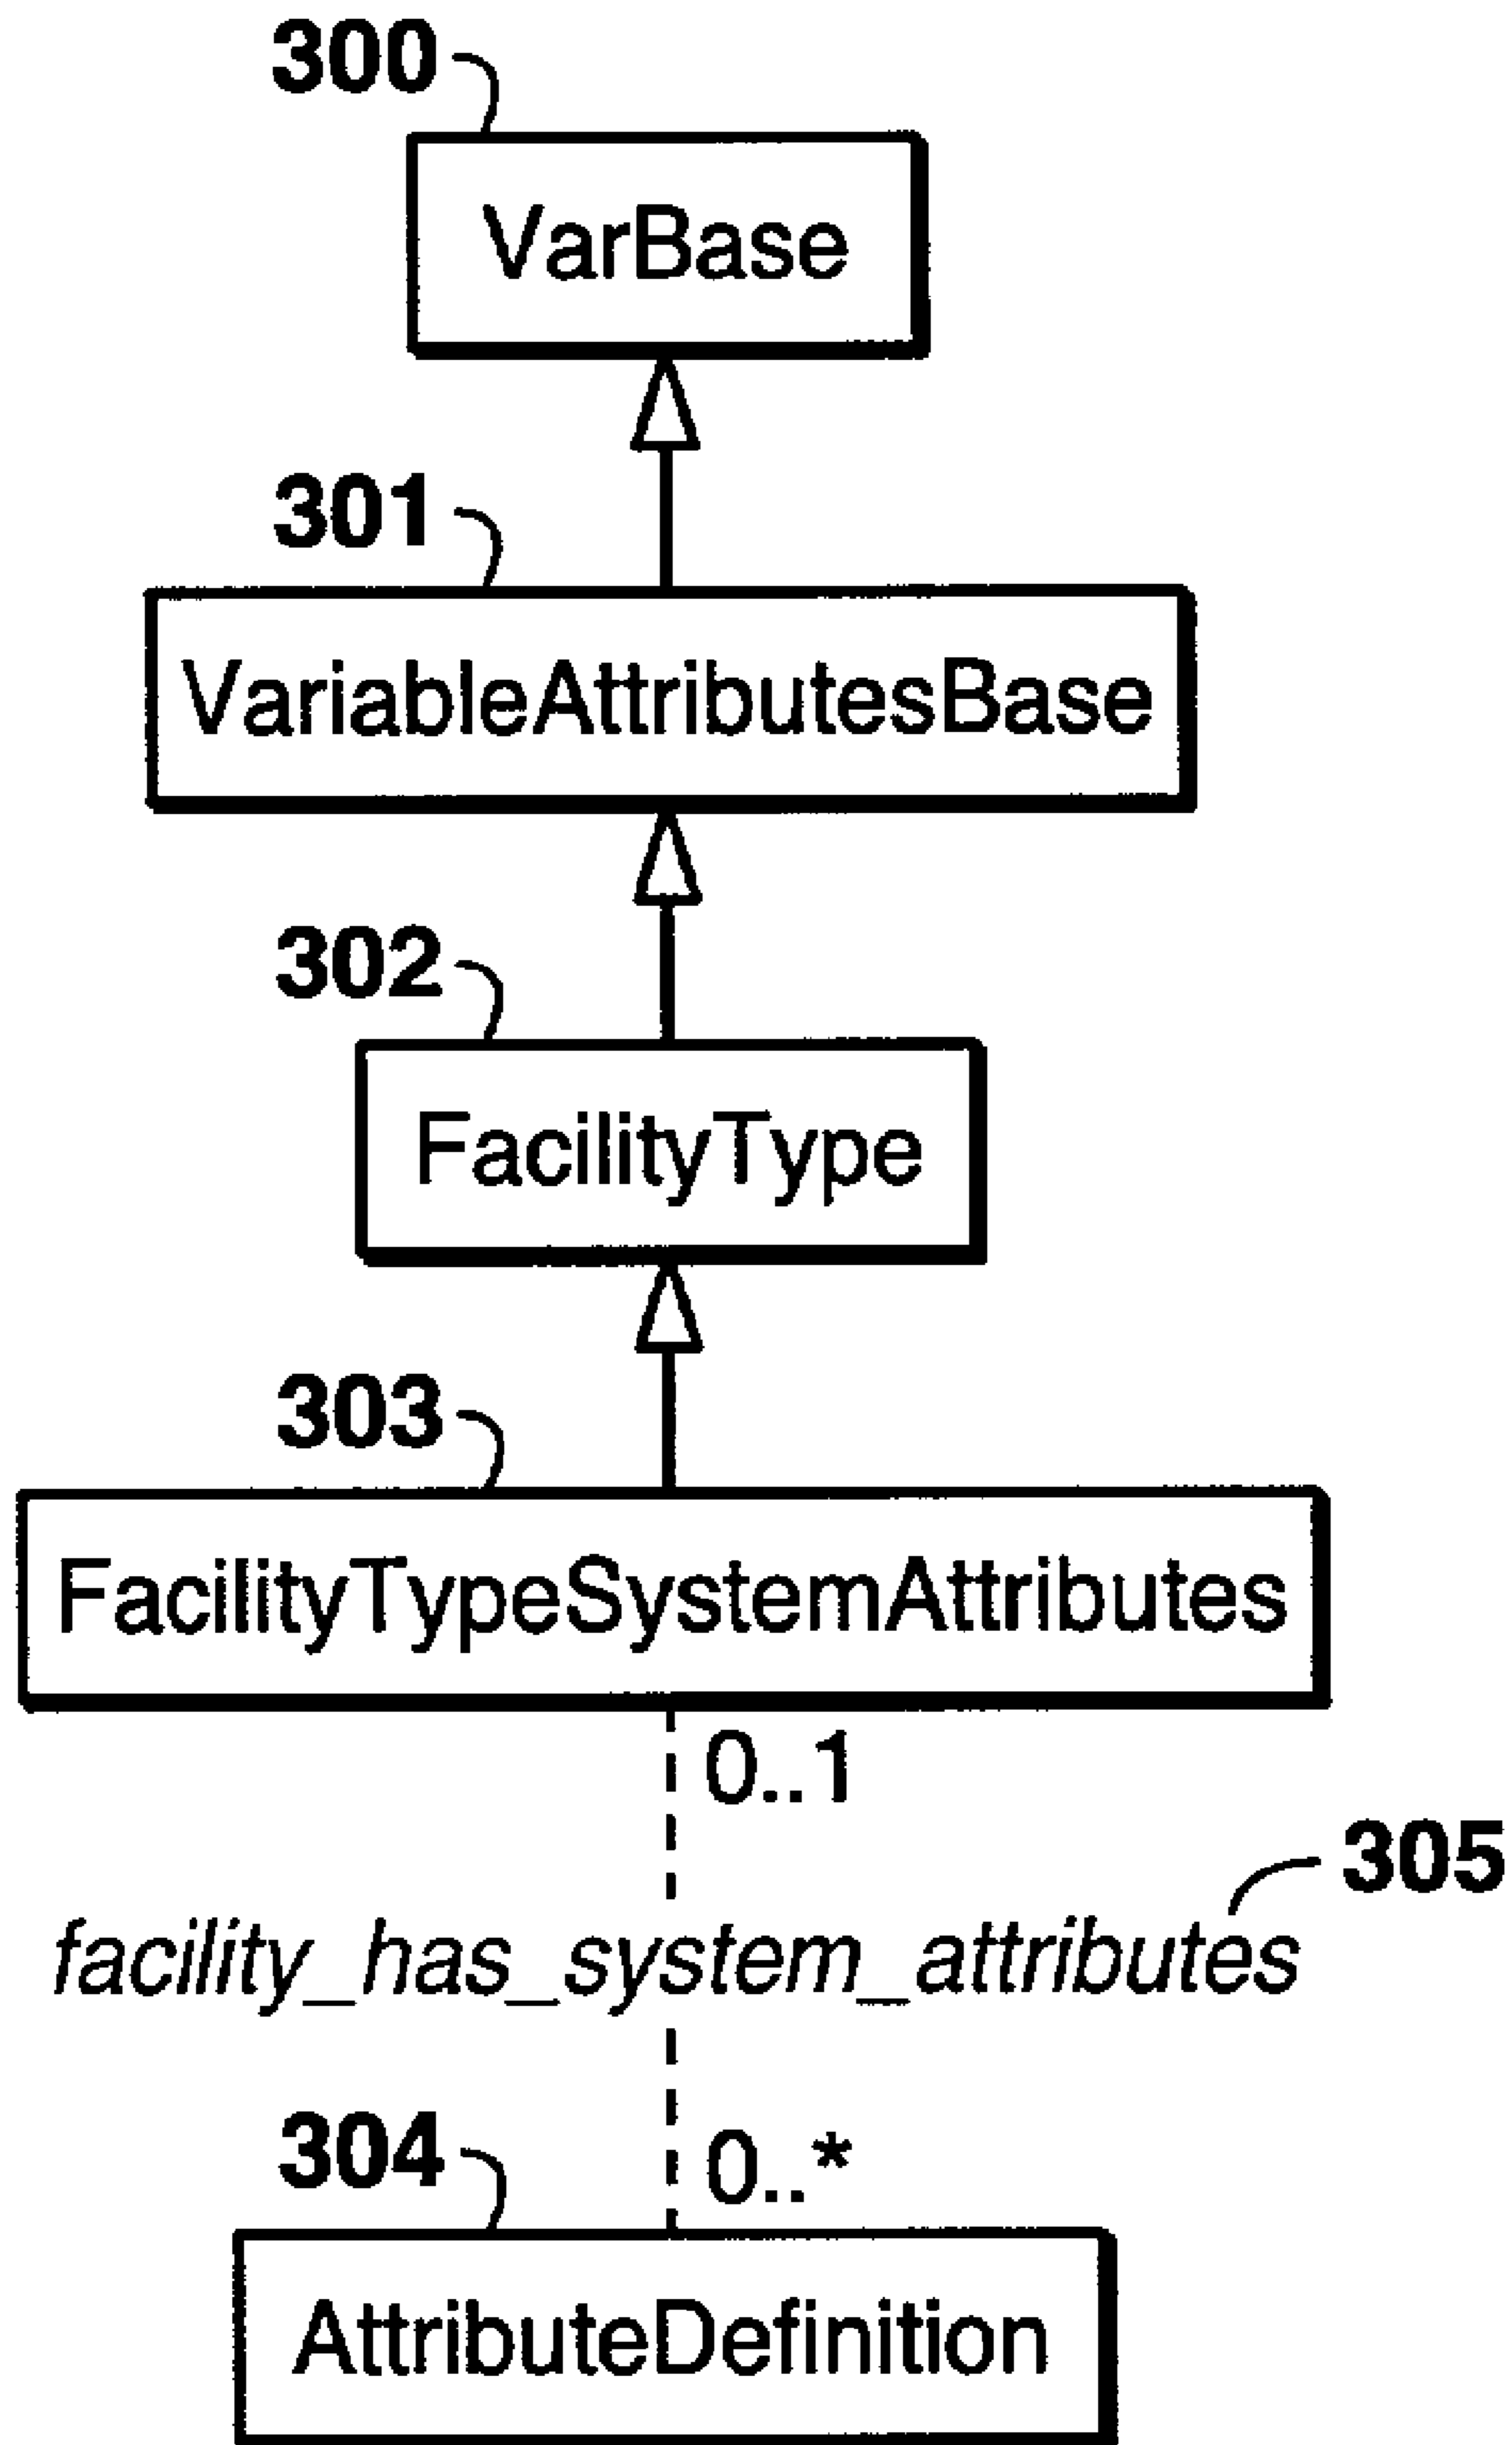 300
VarBase
301
VariableAttributesBase
302
FacilityType
303
FacilityTypeSystemAttributes
0..1
305
facility_has_system_attributes
304
0..*
AttributeDefinition